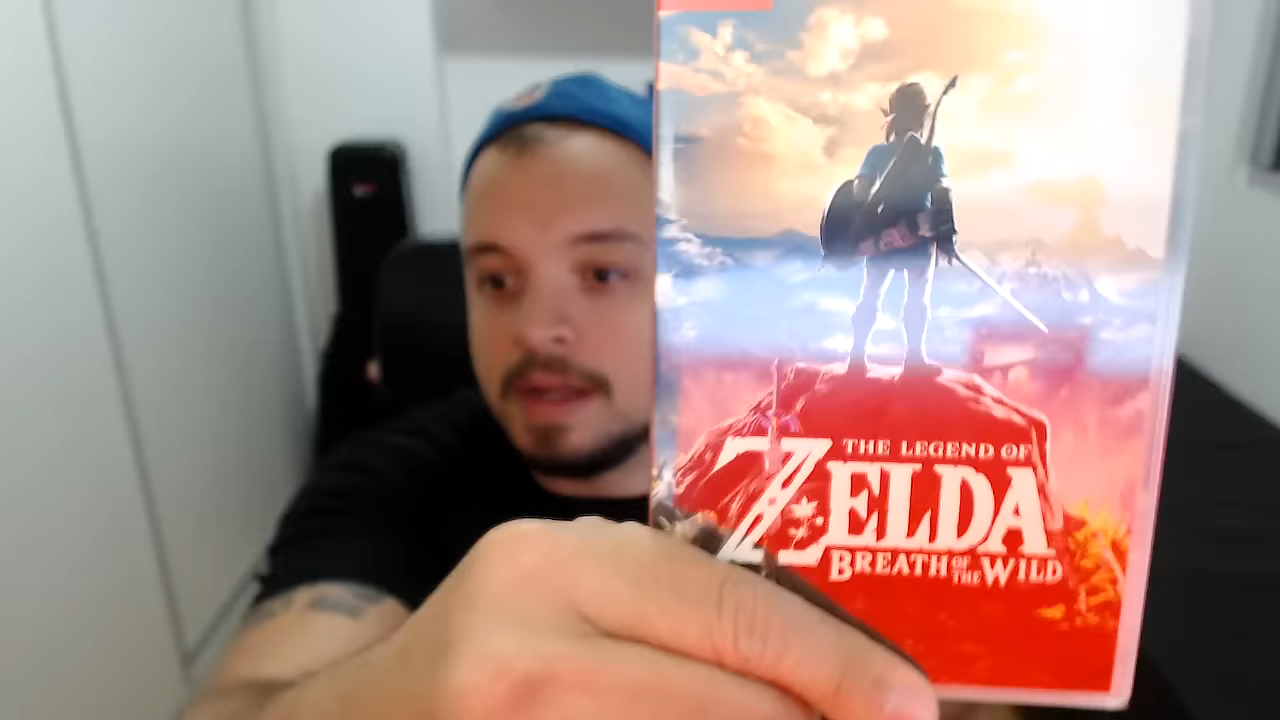 THE LEGEND OF
ZELDA
BREATH OF THE WILD